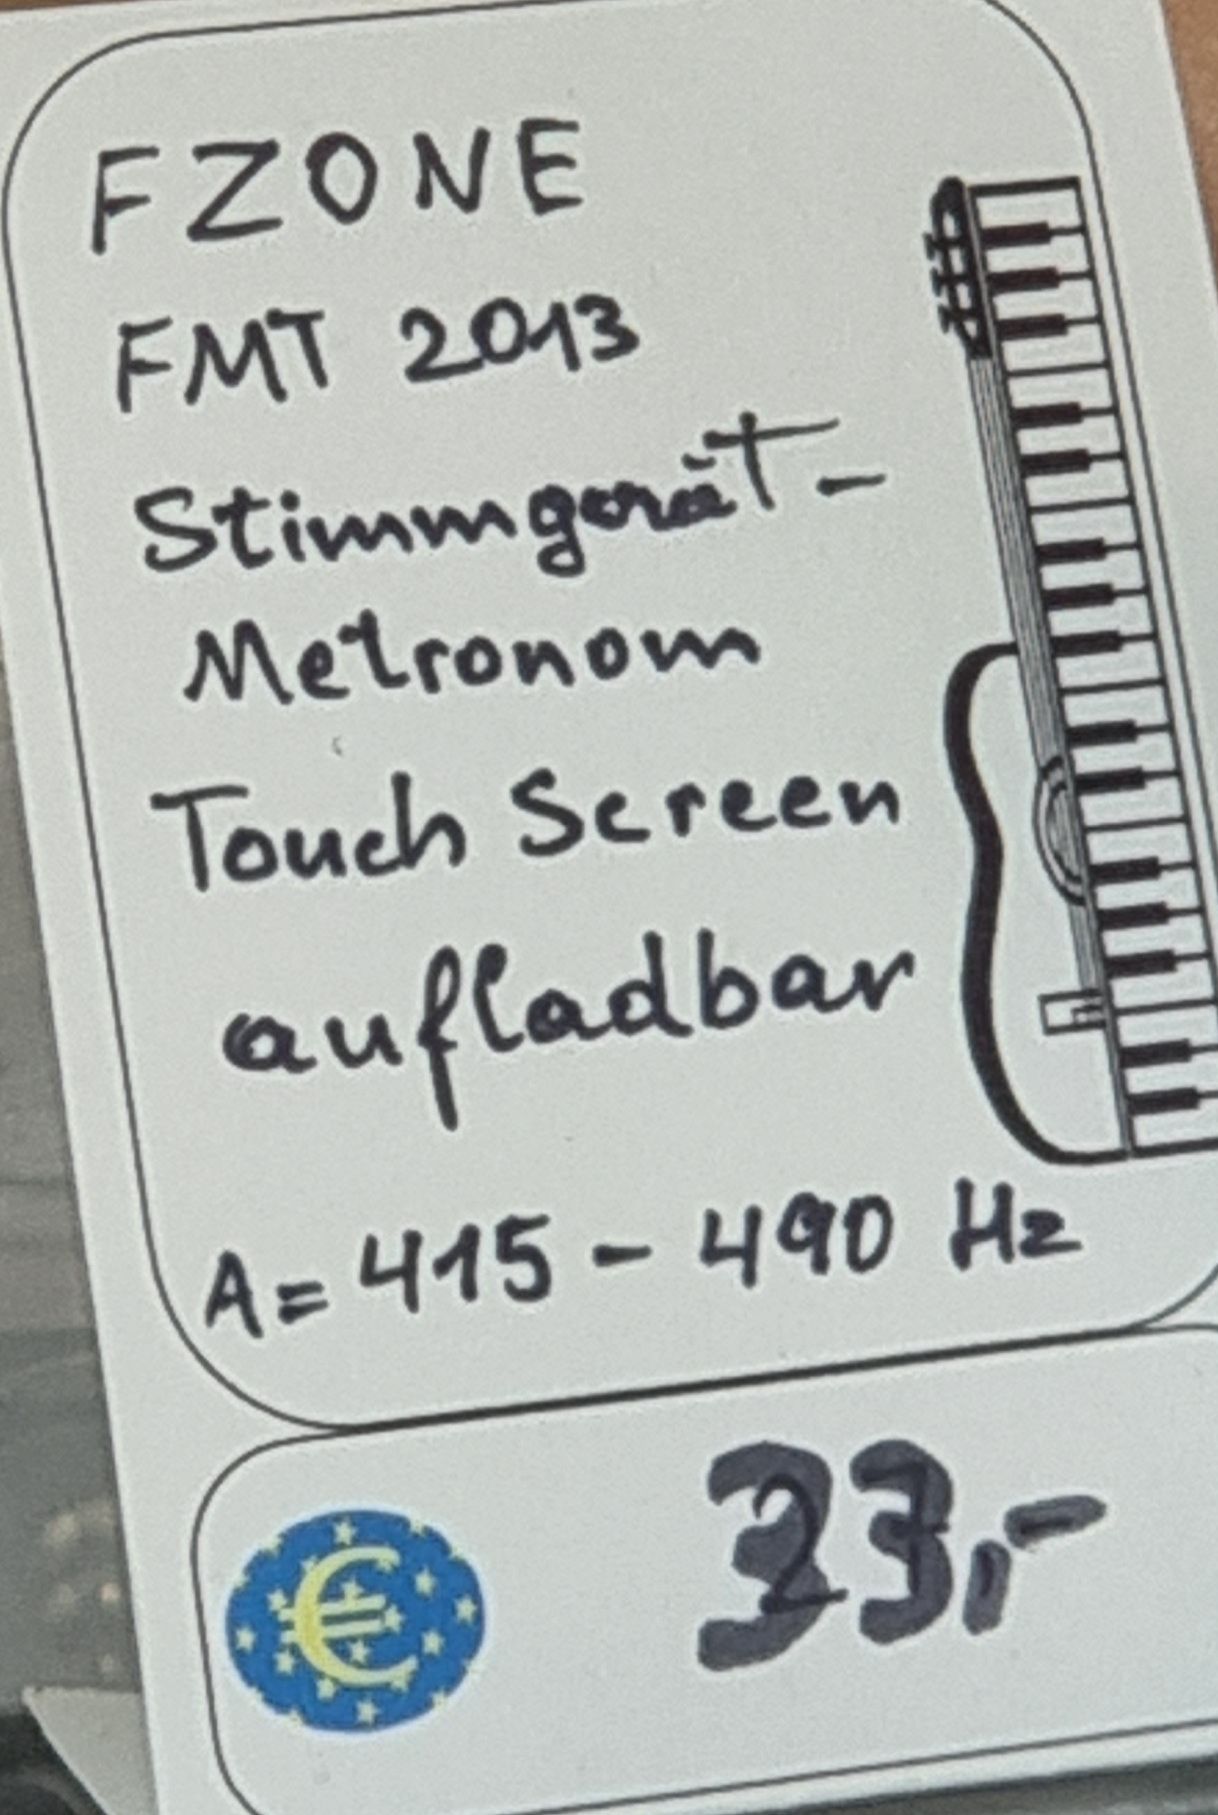 FZONE
FMT 2013
Stimmgerät-
Metronom
Touch Screen
aufladbar
A= 415 - 490 Hz
€ 33,-